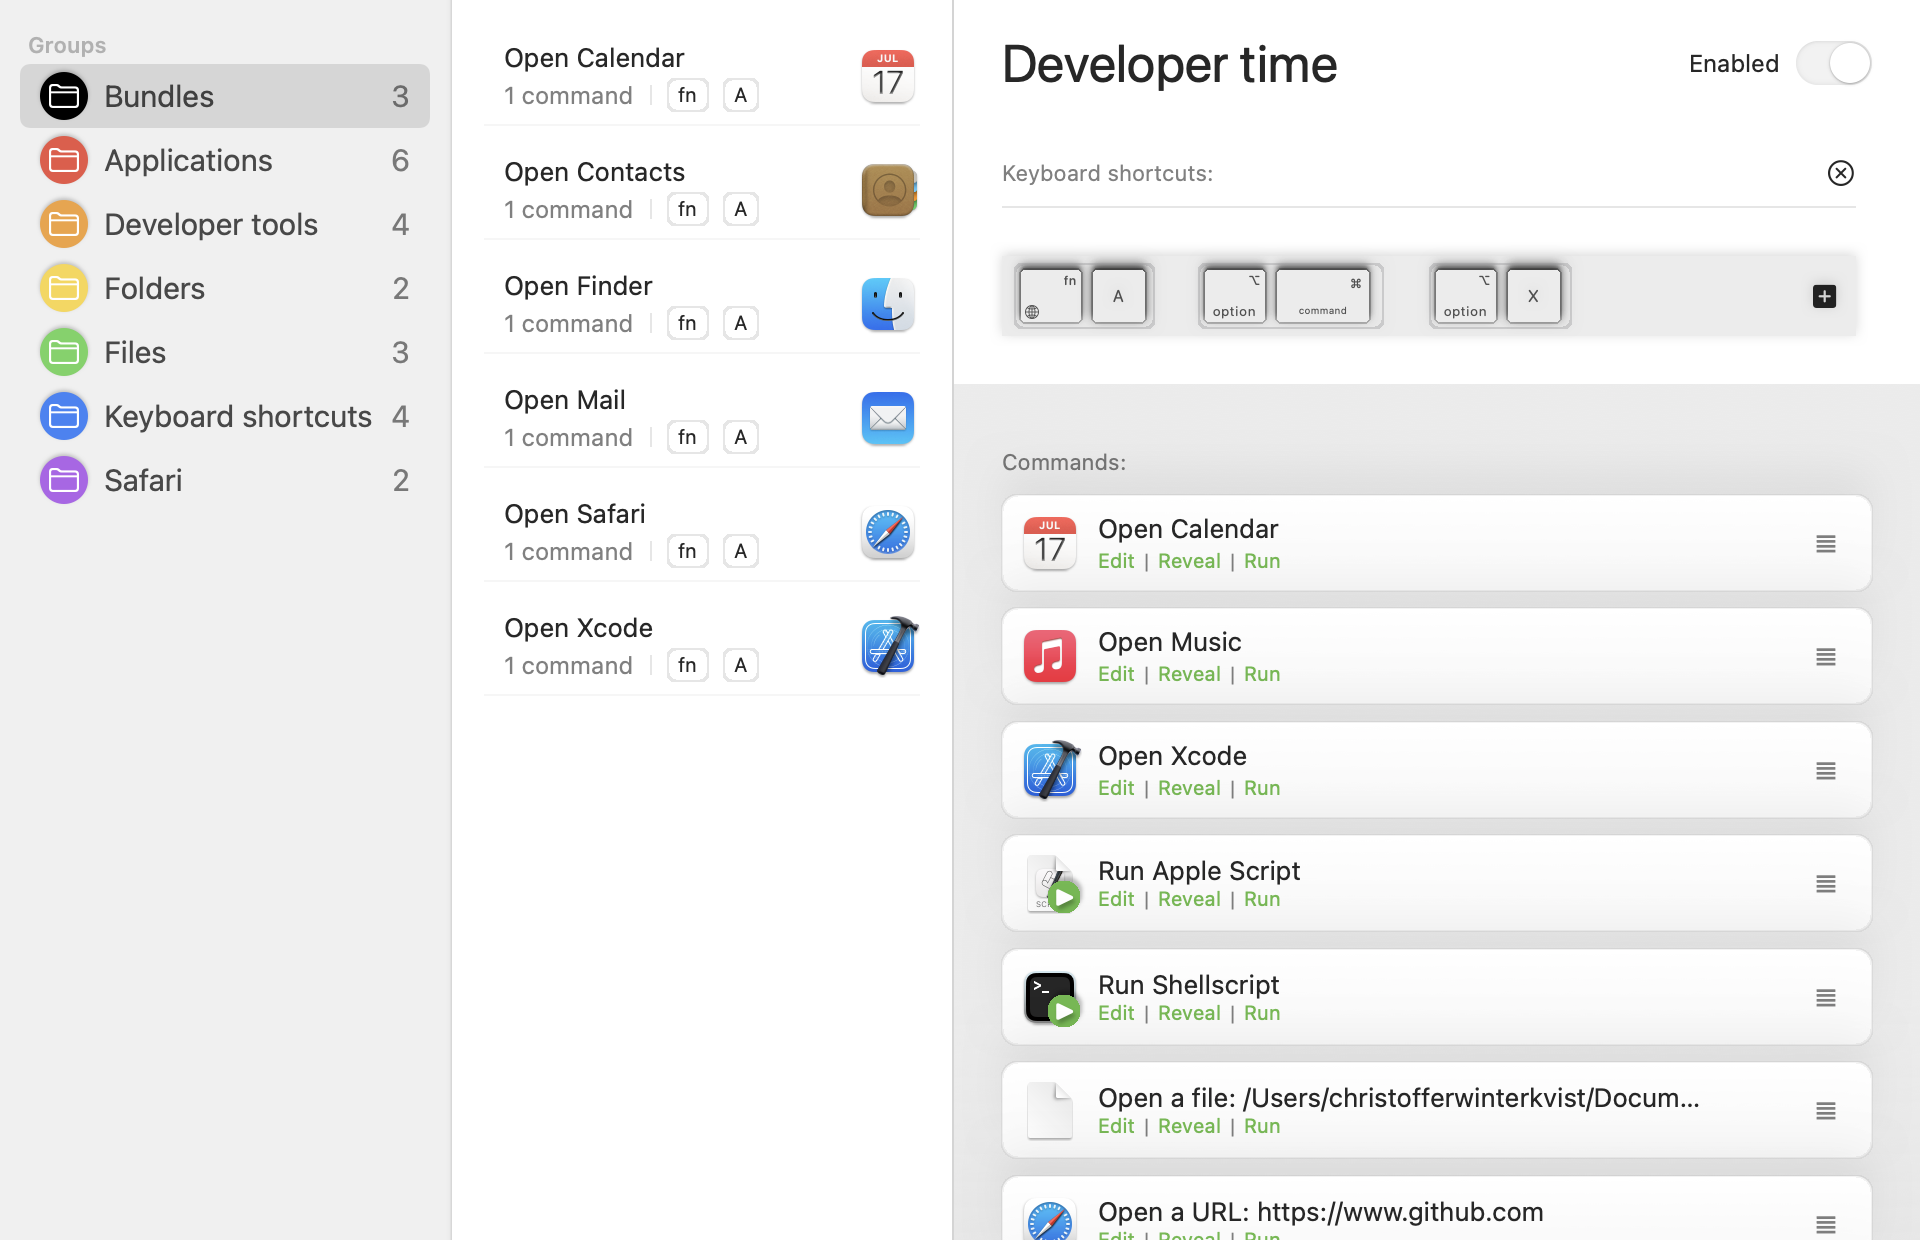 Groups
Bundles 3
Applications 6
Developer tools 4
Folders 2
Files 3
Keyboard shortcuts 4
Safari 2
Open Calendar
1 command fn A
JUL
17
Open Contacts
1 command fn A
Open Finder
1 command fn A
Open Mail
1 command fn A
Open Safari
1 command fn A
Open Xcode
1 command fn A
Developer time
Enabled
Keyboard shortcuts:
fn A
⌥ option ⌘ command
⌥ option X
Commands:
JUL
17
Open Calendar
Edit | Reveal | Run
Open Music
Edit | Reveal | Run
Open Xcode
Edit | Reveal | Run
Run Apple Script
Edit | Reveal | Run
Run Shellscript
Edit | Reveal | Run
Open a file: /Users/christofferwinterkvist/Docum...
Edit | Reveal | Run
Open a URL: https://www.github.com
Edit | Reveal | Run